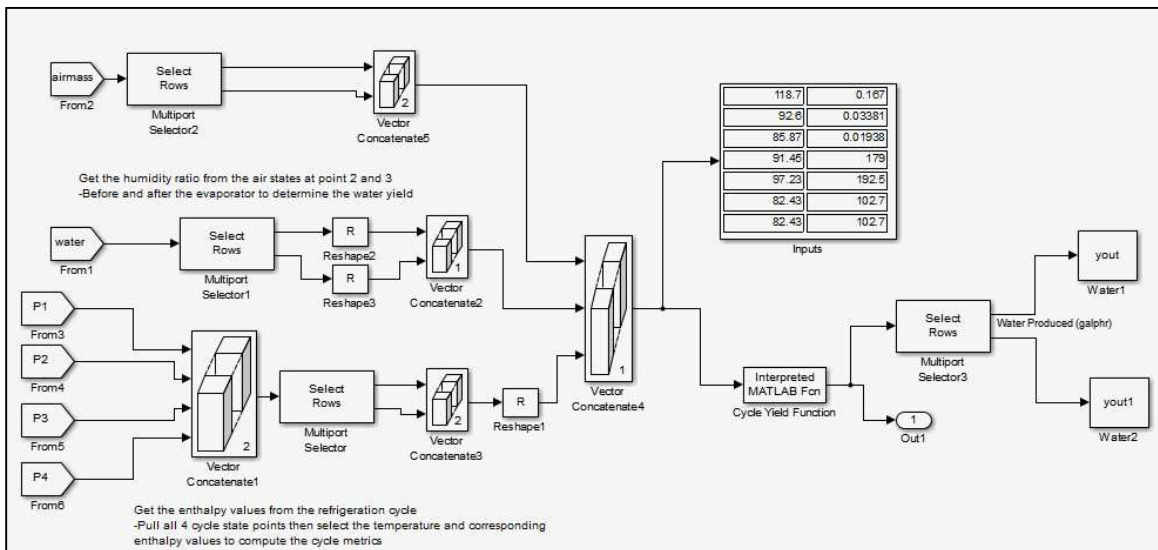 airmass
From2
Select
Rows
Multiport
Selector2
2
Vector
Concatenate5
Get the humidity ratio from the air states at point 2 and 3
-Before and after the evaporator to determine the water yield
water
From1
Select
Rows
Multiport
Selector1
R
Reshape2
R
Reshape3
1
Vector
Concatenate2
P1
From3
P2
From4
P3
From5
P4
From6
2
Vector
Concatenate1
Select
Rows
Multiport
Selector
2
Vector
Concatenate3
R
Reshape1
1
Vector
Concatenate4
118.7 0.167
92.6 0.03381
85.87 0.01938
91.45 179
97.23 192.5
82.43 102.7
82.43 102.7
Inputs
Interpreted
MATLAB Fcn
Cycle Yield Function
1
Out1
Select
Rows
Multiport
Selector3
Water Produced (galphr)
yout
Water1
yout1
Water2
Get the enthalpy values from the refrigeration cycle
-Pull all 4 cycle state points then select the temperature and corresponding
enthalpy values to compute the cycle metrics